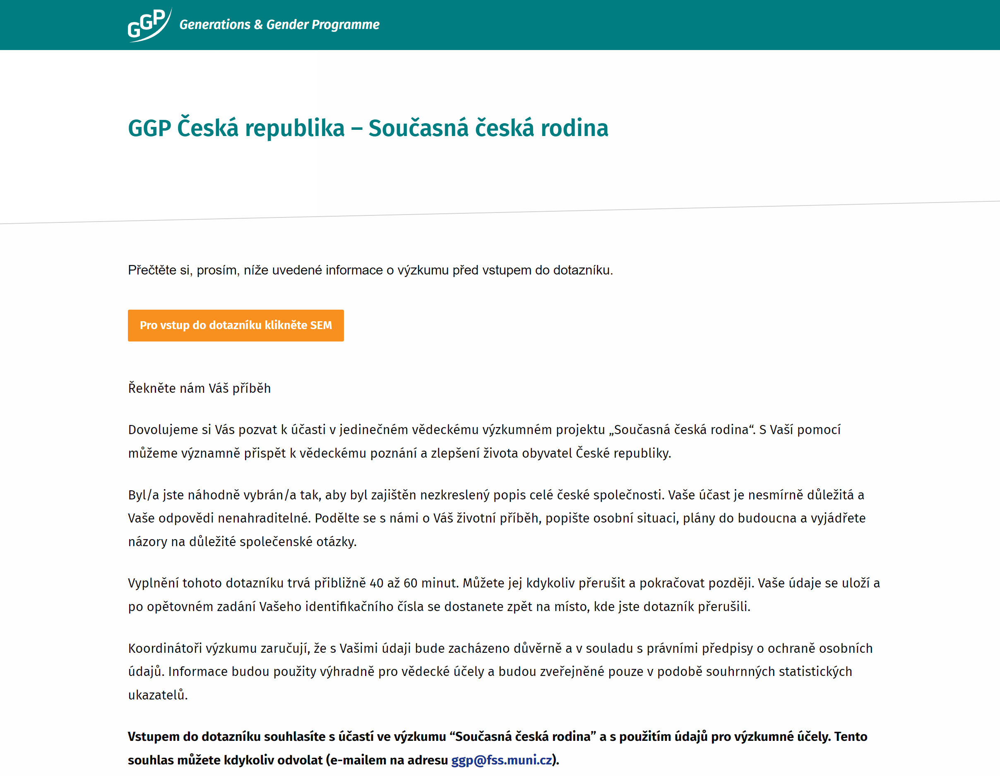 GGP Generations & Gender Programme
GGP Česká republika – Současná česká rodina
Přečtěte si, prosím, níže uvedené informace o výzkumu před vstupem do dotazníku.
Pro vstup do dotazníku klikněte SEM
Řekněte nám Váš příběh
Dovolujeme si Vás pozvat k účasti v jedinečném vědeckému výzkumném projektu „Současná česká rodina“. S Vaší pomocí
můžeme významně přispět k vědeckému poznání a zlepšení života obyvatel České republiky.
Byl/a jste náhodně vybrán/a tak, aby byl zajištěn nezkreslený popis celé české společnosti. Vaše účast je nesmírně důležitá a
Vaše odpovědi nenahraditelné. Podělte se s námi o Váš životní příběh, popište osobní situaci, plány do budoucna a vyjádřete
názory na důležité společenské otázky.
Vyplnění tohoto dotazníku trvá přibližně 40 až 60 minut. Můžete jej kdykoliv přerušit a pokračovat později. Vaše údaje se uloží a
po opětovném zadání Vašeho identifikačního čísla se dostanete zpět na místo, kde jste dotazník přerušili.
Koordinátoři výzkumu zaručují, že s Vašimi údaji bude zacházeno důvěrně a v souladu s právními předpisy o ochraně osobních
údajů. Informace budou použity výhradně pro vědecké účely a budou zveřejněné pouze v podobě souhrnných statistických
ukazatelů.
Vstupem do dotazníku souhlasíte s účastí ve výzkumu “Současná česká rodina” a s použitím údajů pro výzkumné účely. Tento
souhlas můžete kdykoliv odvolat (e-mailem na adresu ggp@fss.muni.cz).